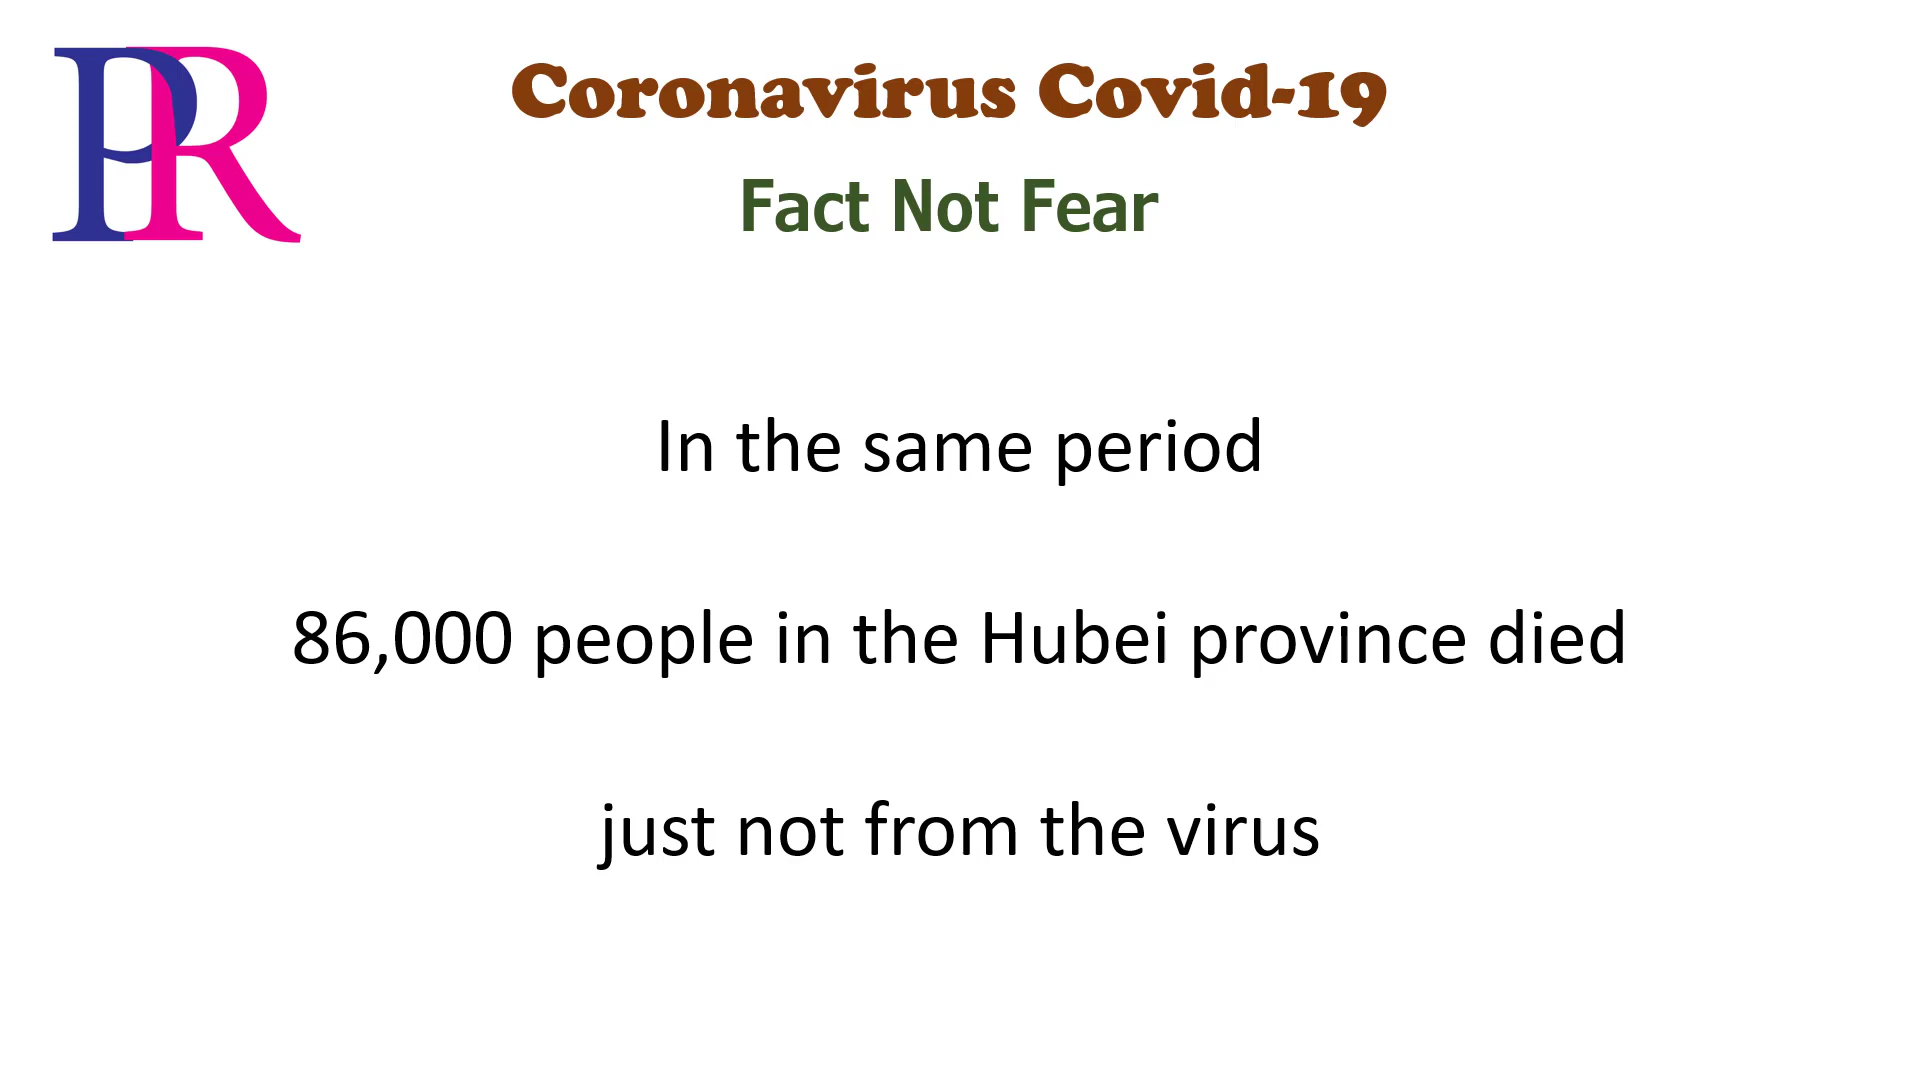 PR
Coronavirus Covid-19
Fact Not Fear
In the same period
86,000 people in the Hubei province died
just not from the virus